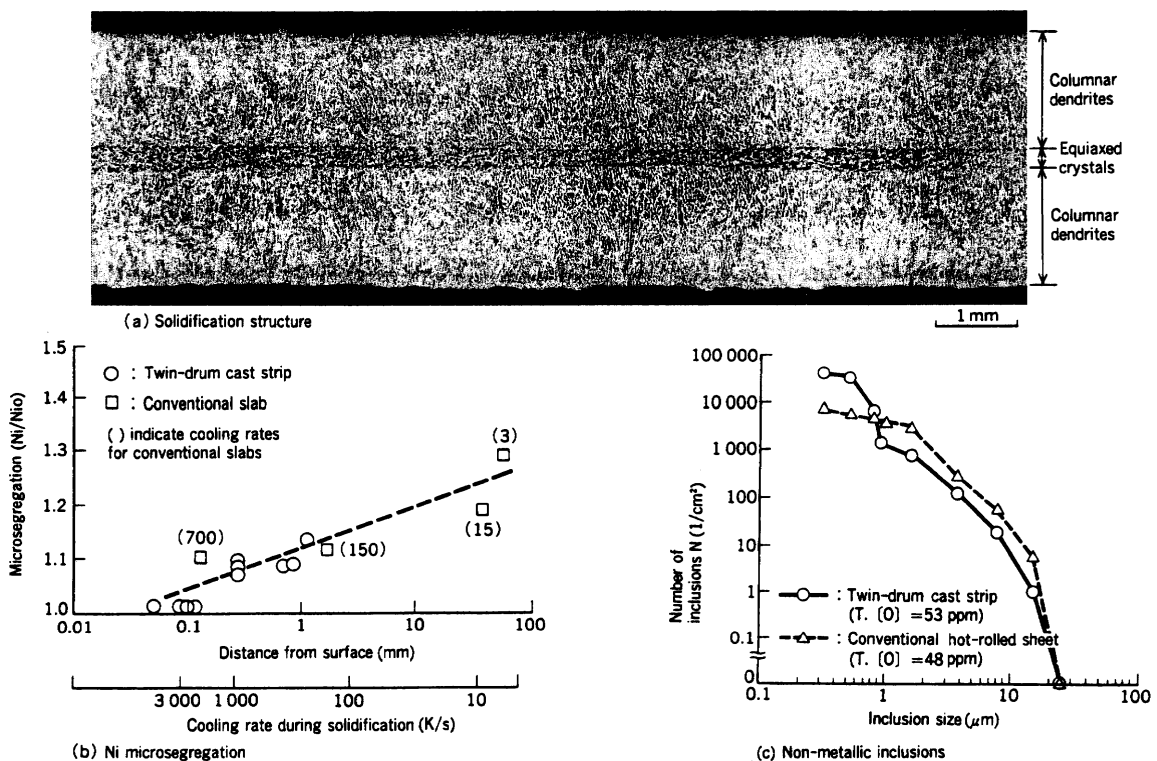 Columnar
dendrites
Equiaxed
crystals
Columnar
dendrites
(a) Solidification structure
1 mm
Microsegregation (Ni/Nio)
1.5
1.4
1.3
1.2
1.1
1.0
○ : Twin-drum cast strip
□ : Conventional slab
( ) indicate cooling rates
for conventional slabs
(3)
(700)
(150)
(15)
0.01 0.1 1 10 100
Distance from surface (mm)
3 000 1 000 100 10
Cooling rate during solidification (K/s)
(b) Ni microsegregation
Number of
inclusions N (1/cm²)
100 000
10 000
1 000
100
10
1
0.1
0
○ : Twin-drum cast strip
(T. [O] = 53 ppm)
△ : Conventional hot-rolled sheet
(T. [O] = 48 ppm)
0.1 1 10 100
Inclusion size (μm)
(c) Non-metallic inclusions